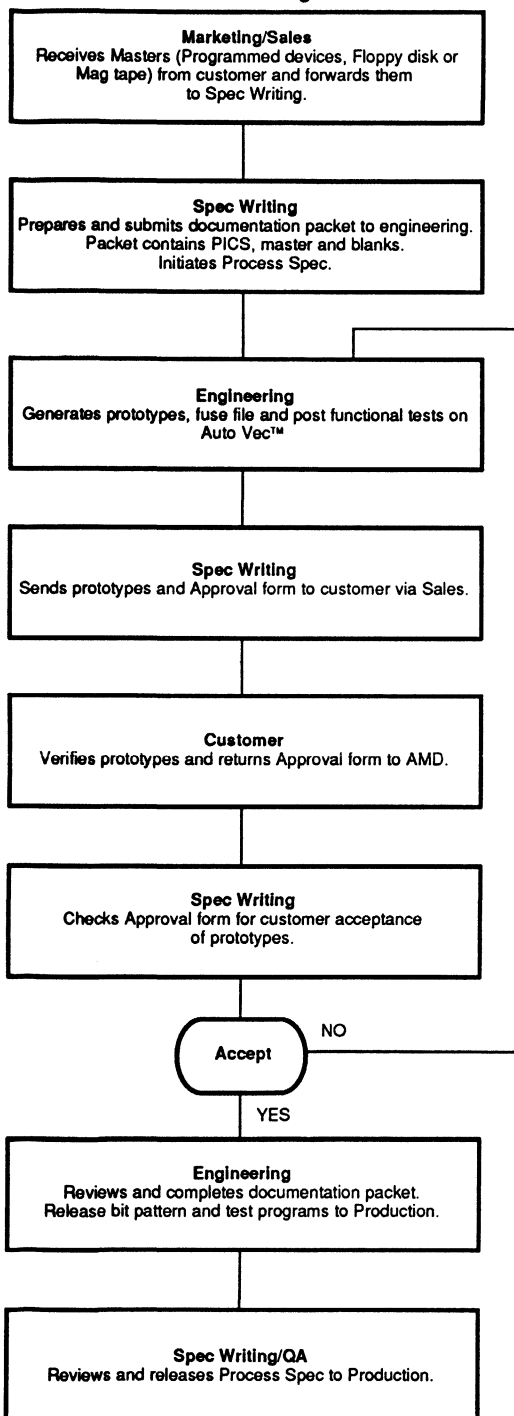 Marketing/Sales
Receives Masters (Programmed devices, Floppy disk or
Mag tape) from customer and forwards them
to Spec Writing.
Spec Writing
Prepares and submits documentation packet to engineering.
Packet contains PICS, master and blanks.
Initiates Process Spec.
Engineering
Generates prototypes, fuse file and post functional tests on
Auto Vec™
Spec Writing
Sends prototypes and Approval form to customer via Sales.
Customer
Verifies prototypes and returns Approval form to AMD.
Spec Writing
Checks Approval form for customer acceptance
of prototypes.
NO
Accept
YES
Engineering
Reviews and completes documentation packet.
Release bit pattern and test programs to Production.
Spec Writing/QA
Reviews and releases Process Spec to Production.